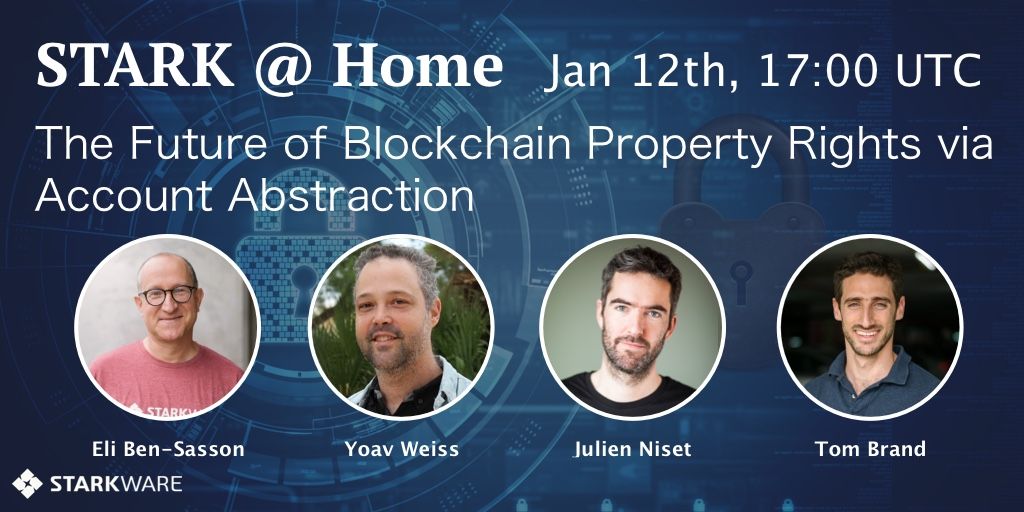 STARK @ Home Jan 12th, 17:00 UTC
The Future of Blockchain Property Rights via
Account Abstraction
STARKWARE
Eli Ben-Sasson Yoav Weiss Julien Niset Tom Brand
STARKWARE